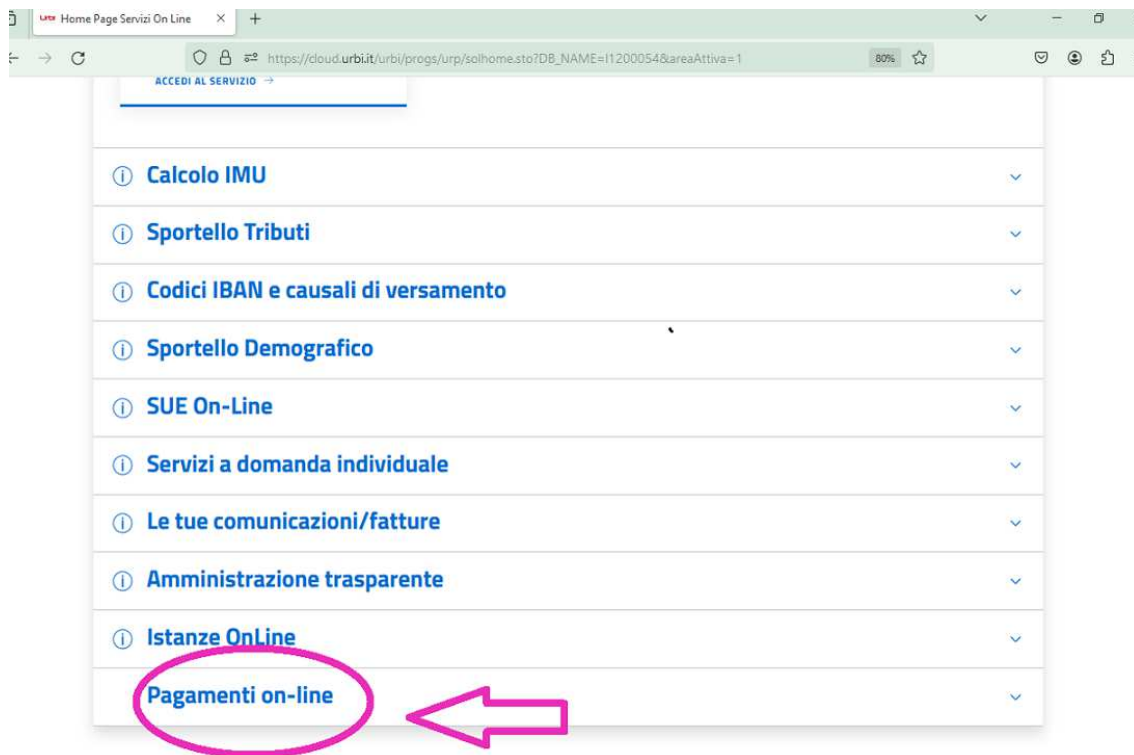 urbi Home Page Servizi On Line
https://cloud.urbi.it/urbi/progs/urp/solhome.sto?DB_NAME=l1200054&areaAttiva=1
80%
ACCEDI AL SERVIZIO →
Calcolo IMU
Sportello Tributi
Codici IBAN e causali di versamento
Sportello Demografico
SUE On-Line
Servizi a domanda individuale
Le tue comunicazioni/fatture
Amministrazione trasparente
Istanze OnLine
Pagamenti on-line